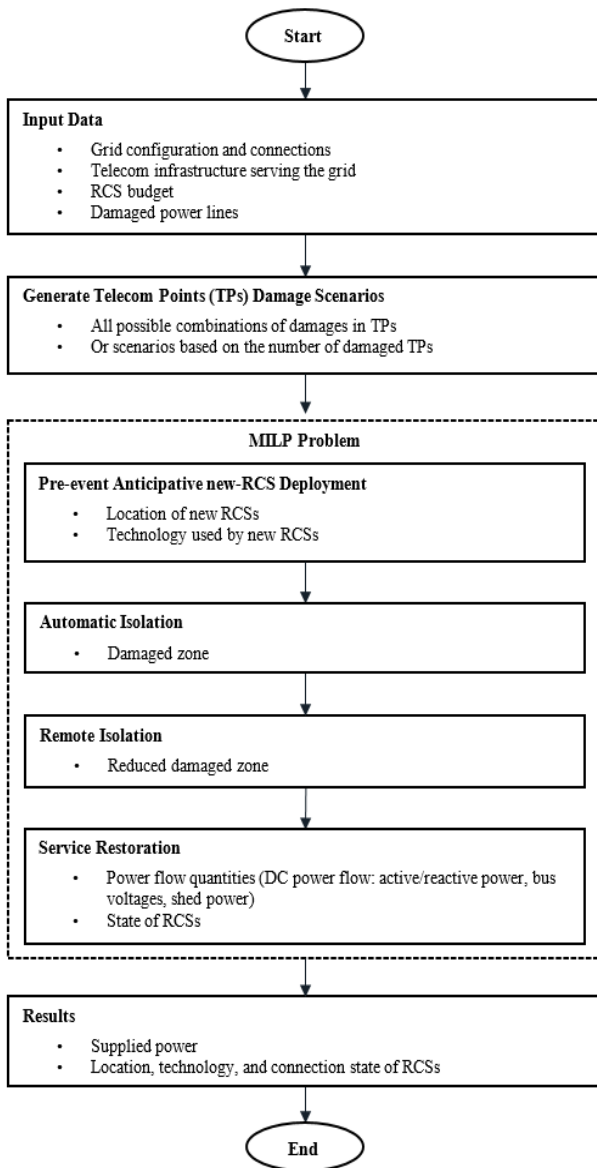 Start
Input Data
• Grid configuration and connections
• Telecom infrastructure serving the grid
• RCS budget
• Damaged power lines
Generate Telecom Points (TPs) Damage Scenarios
• All possible combinations of damages in TPs
• Or scenarios based on the number of damaged TPs
MILP Problem
Pre-event Anticipative new-RCS Deployment
• Location of new RCSs
• Technology used by new RCSs
Automatic Isolation
• Damaged zone
Remote Isolation
• Reduced damaged zone
Service Restoration
• Power flow quantities (DC power flow: active/reactive power, bus
voltages, shed power)
• State of RCSs
Results
• Supplied power
• Location, technology, and connection state of RCSs
End